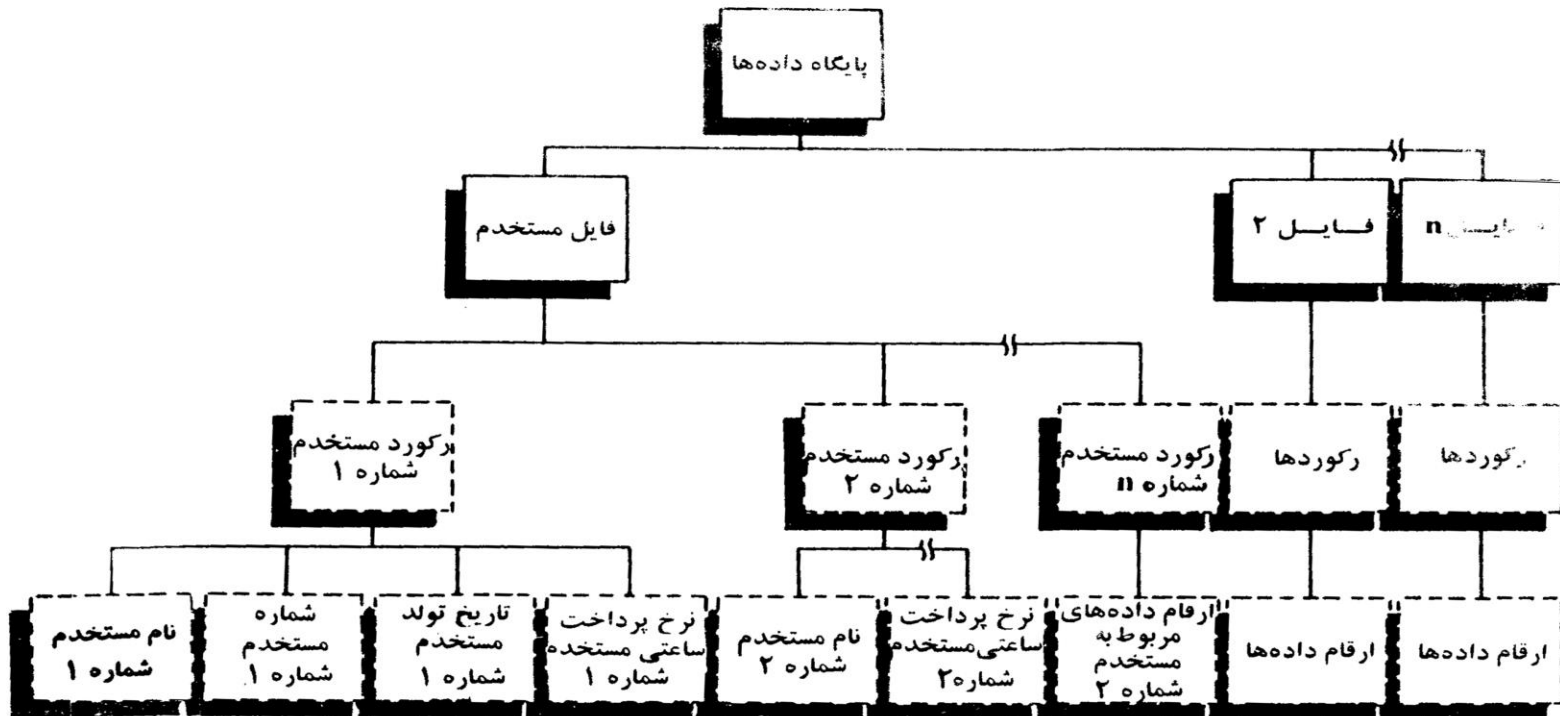 پایگاه داده‌ها
فایل مستخدم
فــایــل ۲
n
رکورد مستخدم
شماره ۱
رکورد مستخدم
شماره ۲
رکورد مستخدم
شماره n
رکوردها
رکوردها
نام مستخدم
شماره ۱
شماره
مستخدم
شماره ۱
تاریخ تولد
مستخدم
شماره ۱
نرخ پرداخت
ساعتی مستخدم
شماره ۱
نام مستخدم
شماره ۲
نرخ پرداخت
ساعتی مستخدم
شماره۲
ارقام داده‌های
مربوط به
مستخدم
شماره ۲
ارقام داده‌ها
ارقام داده‌ها